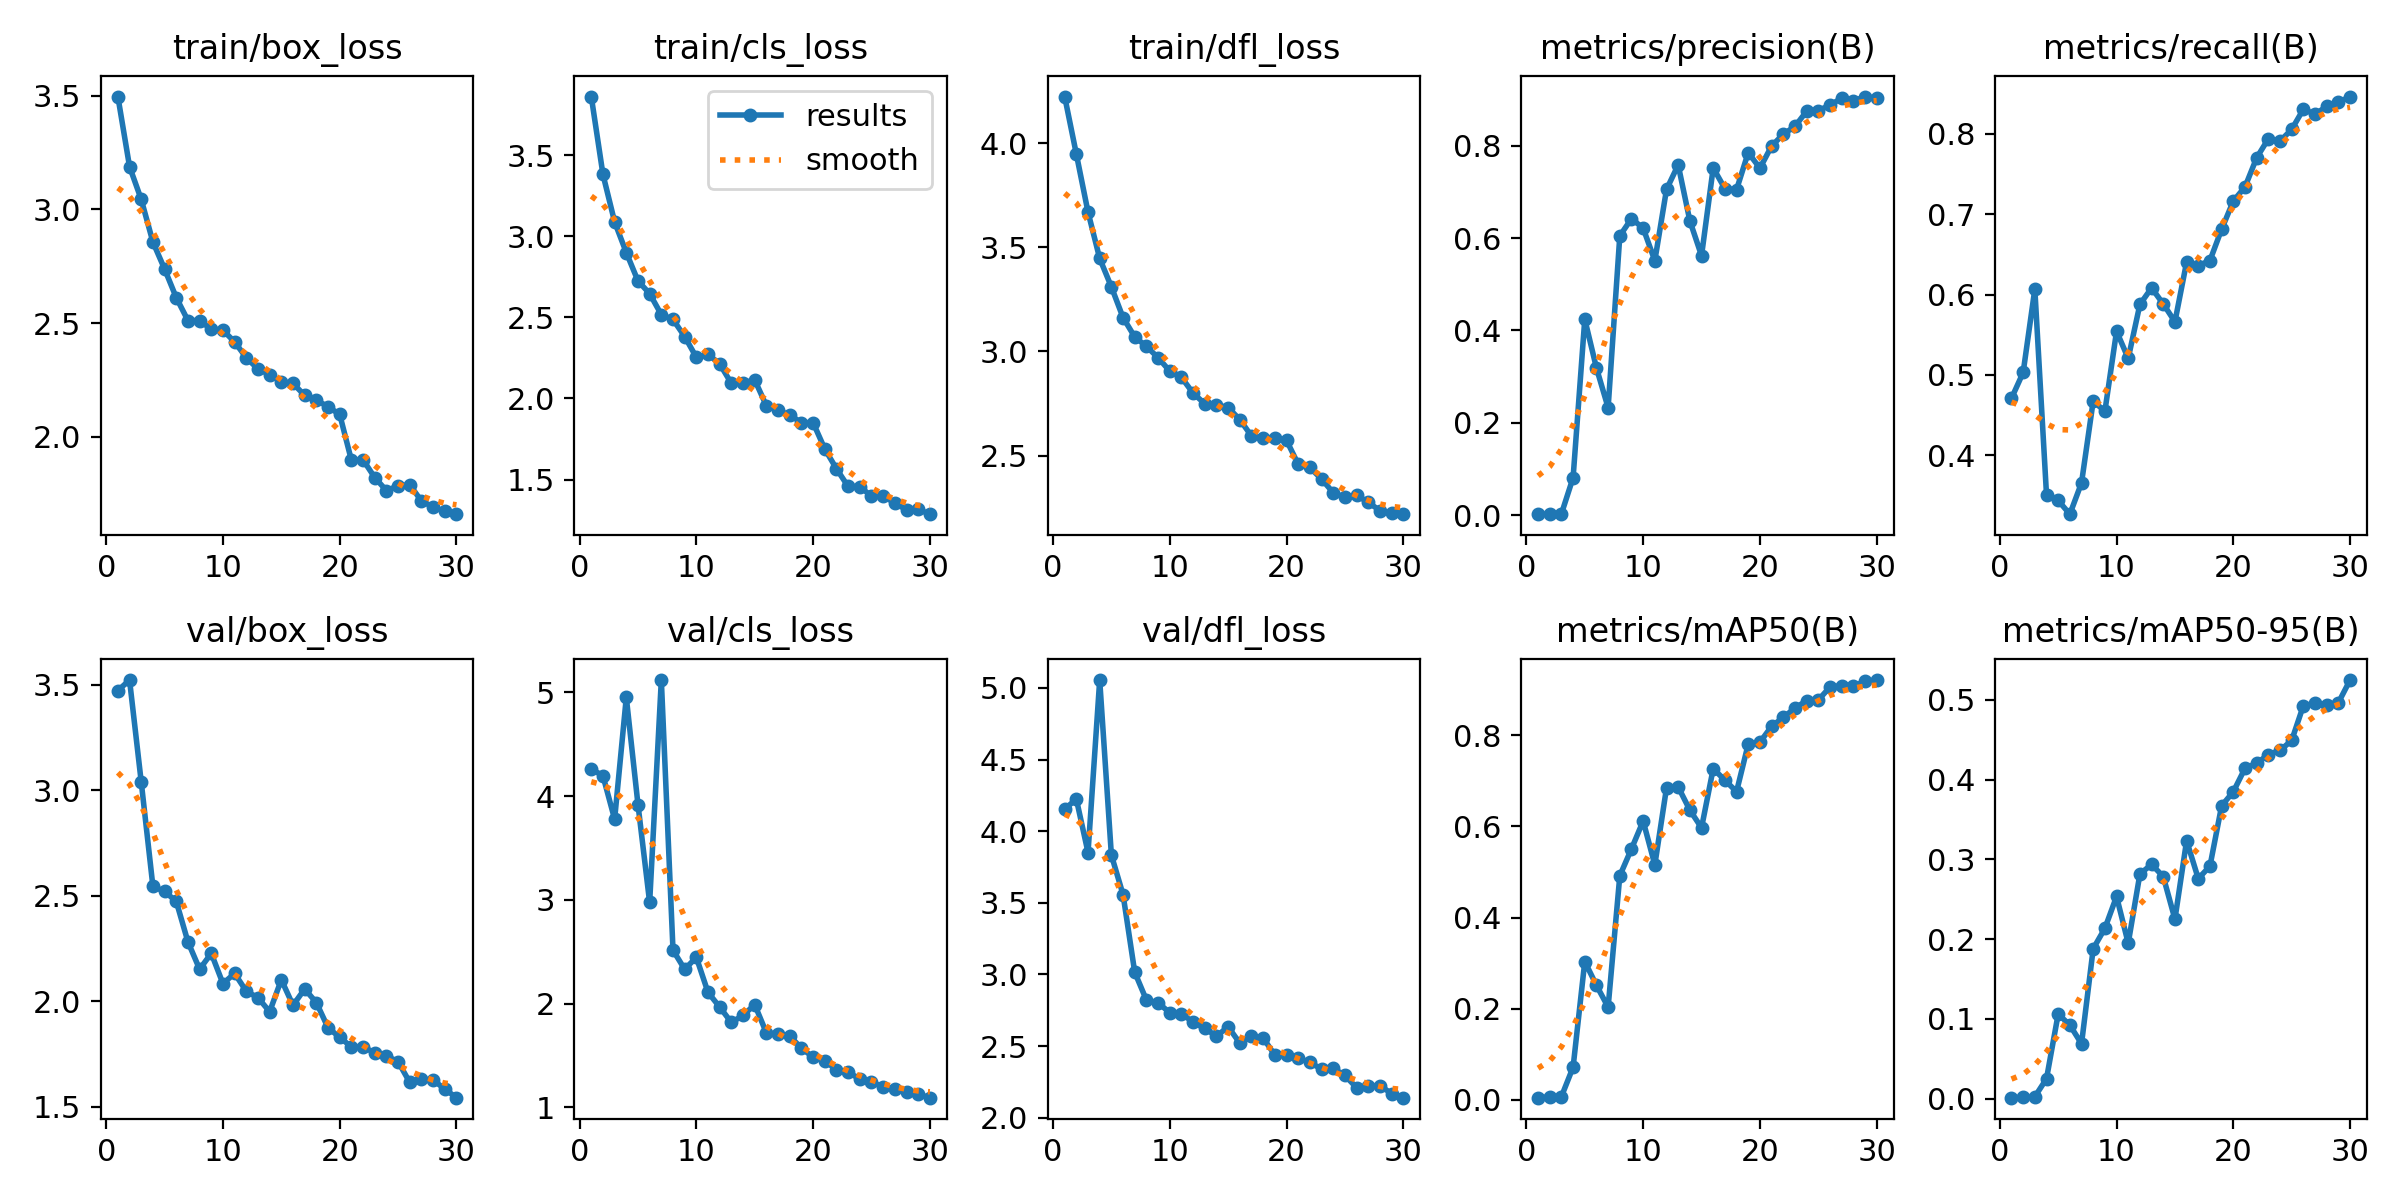 train/box_loss
3.5
3.0
2.5
2.0
0 10 20 30
train/cls_loss
results
smooth
3.5
3.0
2.5
2.0
1.5
0 10 20 30
train/dfl_loss
4.0
3.5
3.0
2.5
0 10 20 30
metrics/precision(B)
0.8
0.6
0.4
0.2
0.0
0 10 20 30
metrics/recall(B)
0.8
0.7
0.6
0.5
0.4
0 10 20 30
val/box_loss
3.5
3.0
2.5
2.0
1.5
0 10 20 30
val/cls_loss
5
4
3
2
1
0 10 20 30
val/dfl_loss
5.0
4.5
4.0
3.5
3.0
2.5
2.0
0 10 20 30
metrics/mAP50(B)
0.8
0.6
0.4
0.2
0.0
0 10 20 30
metrics/mAP50-95(B)
0.5
0.4
0.3
0.2
0.1
0.0
0 10 20 30